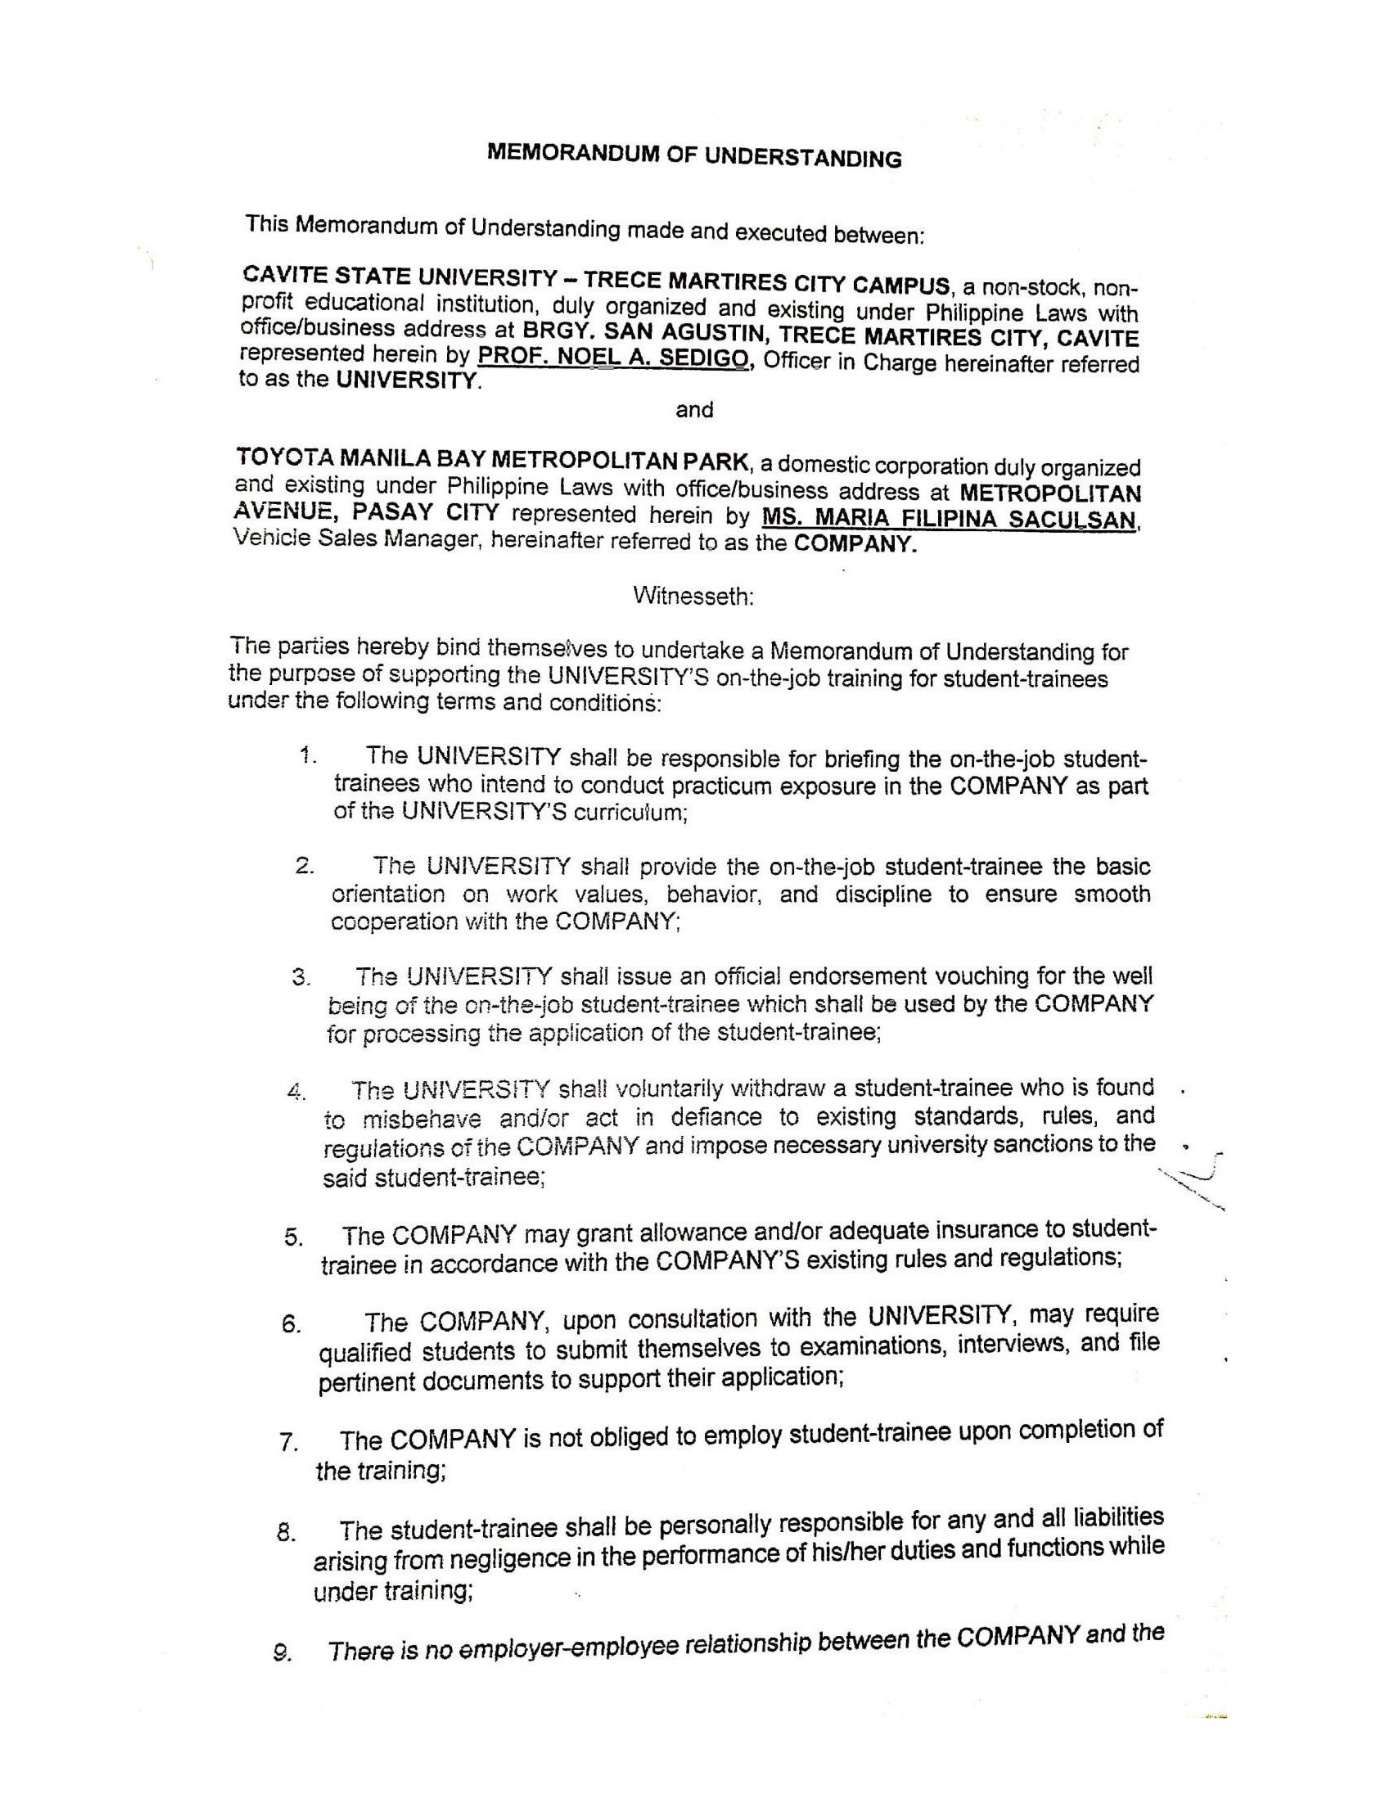 MEMORANDUM OF UNDERSTANDING
This Memorandum of Understanding made and executed between:
CAVITE STATE UNIVERSITY – TRECE MARTIRES CITY CAMPUS, a non-stock, non-
profit educational institution, duly organized and existing under Philippine Laws with
office/business address at BRGY. SAN AGUSTIN, TRECE MARTIRES CITY, CAVITE
represented herein by PROF. NOEL A. SEDIGO, Officer in Charge hereinafter referred
to as the UNIVERSITY.
and
TOYOTA MANILA BAY METROPOLITAN PARK, a domestic corporation duly organized
and existing under Philippine Laws with office/business address at METROPOLITAN
AVENUE, PASAY CITY represented herein by MS. MARIA FILIPINA SACULSAN,
Vehicle Sales Manager, hereinafter referred to as the COMPANY.
Witnesseth:
The parties hereby bind themselves to undertake a Memorandum of Understanding for
the purpose of supporting the UNIVERSITY'S on-the-job training for student-trainees
under the following terms and conditions:
1. The UNIVERSITY shall be responsible for briefing the on-the-job student-
trainees who intend to conduct practicum exposure in the COMPANY as part
of the UNIVERSITY'S curriculum;
2. The UNIVERSITY shall provide the on-the-job student-trainee the basic
orientation on work values, behavior, and discipline to ensure smooth
cooperation with the COMPANY;
3. The UNIVERSITY shall issue an official endorsement vouching for the well
being of the on-the-job student-trainee which shall be used by the COMPANY
for processing the application of the student-trainee;
4. The UNIVERSITY shall voluntarily withdraw a student-trainee who is found
to misbehave and/or act in defiance to existing standards, rules, and
regulations of the COMPANY and impose necessary university sanctions to the
said student-trainee;
5. The COMPANY may grant allowance and/or adequate insurance to student-
trainee in accordance with the COMPANY'S existing rules and regulations;
6. The COMPANY, upon consultation with the UNIVERSITY, may require
qualified students to submit themselves to examinations, interviews, and file
pertinent documents to support their application;
7. The COMPANY is not obliged to employ student-trainee upon completion of
the training;
8. The student-trainee shall be personally responsible for any and all liabilities
arising from negligence in the performance of his/her duties and functions while
under training;
9. There is no employer-employee relationship between the COMPANY and the